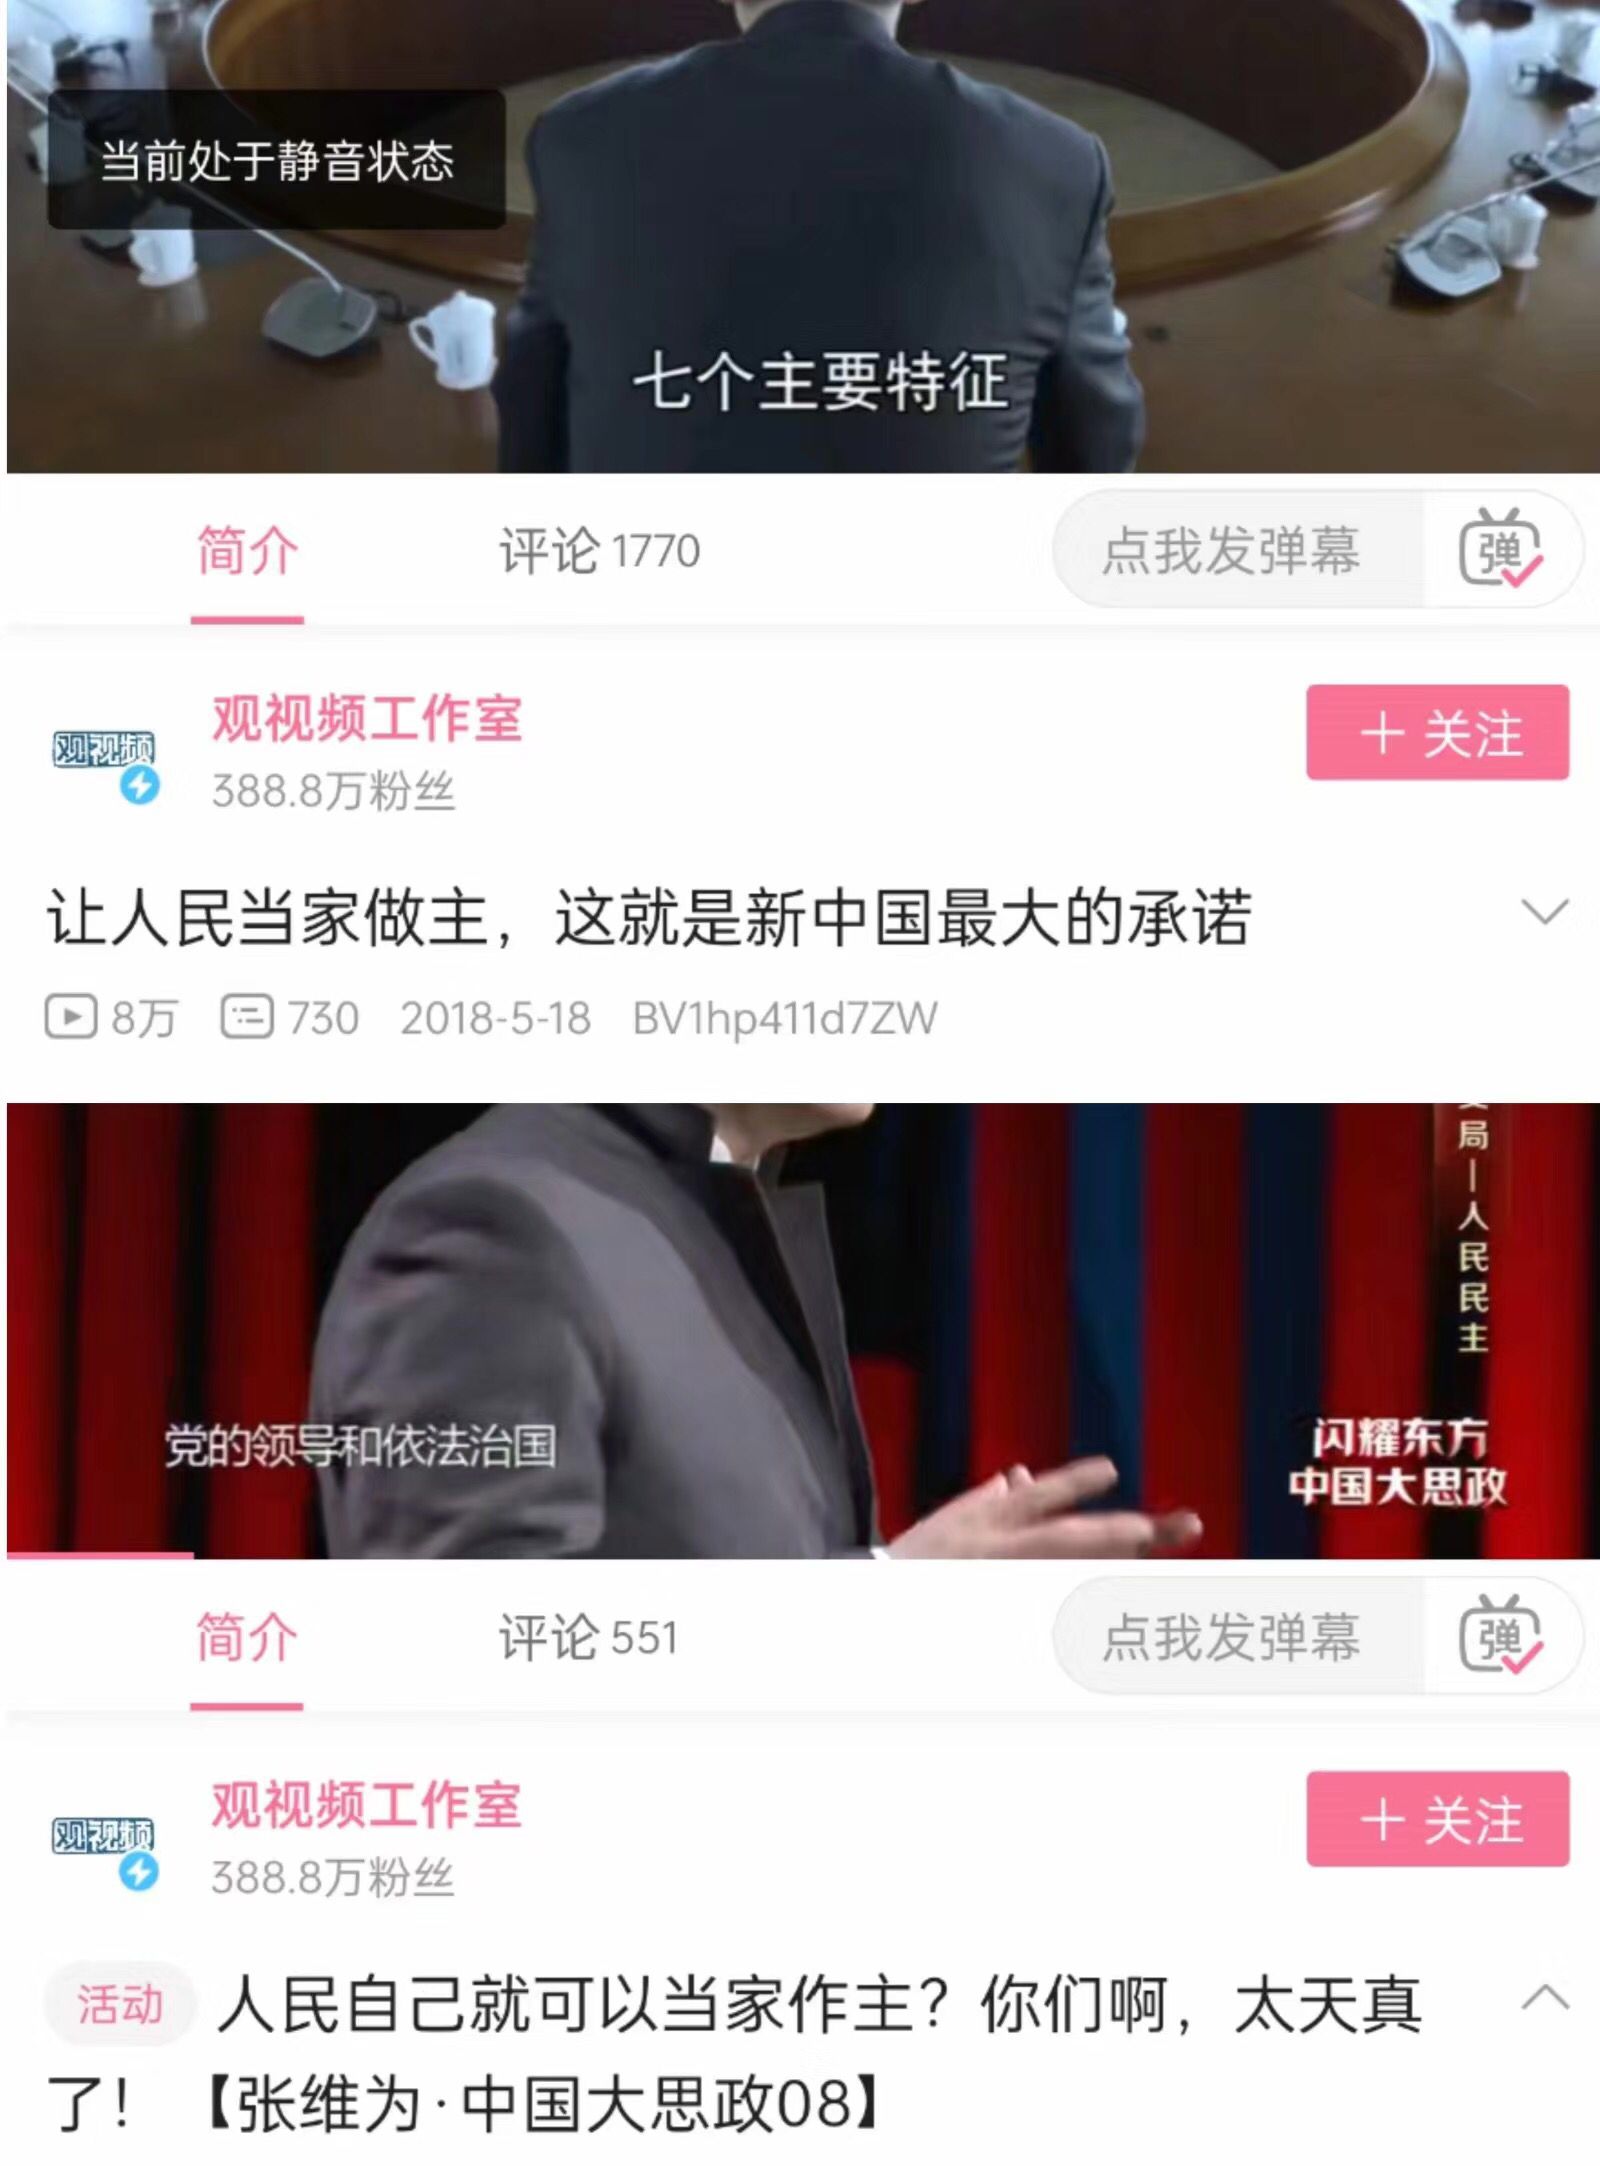 当前处于静音状态
七个主要特征
简介
评论 1770
点我发弹幕
弹
观视频
观视频工作室
388.8万粉丝
+ 关注
让人民当家做主，这就是新中国最大的承诺
8万
730
2018-5-18
BV1hp411d7ZW
局—人民民主
党的领导和依法治国
闪耀东方
中国大思政
简介
评论 551
点我发弹幕
弹
观视频
观视频工作室
388.8万粉丝
+ 关注
活动 人民自己就可以当家作主？你们啊，太天真
了！【张维为·中国大思政08】